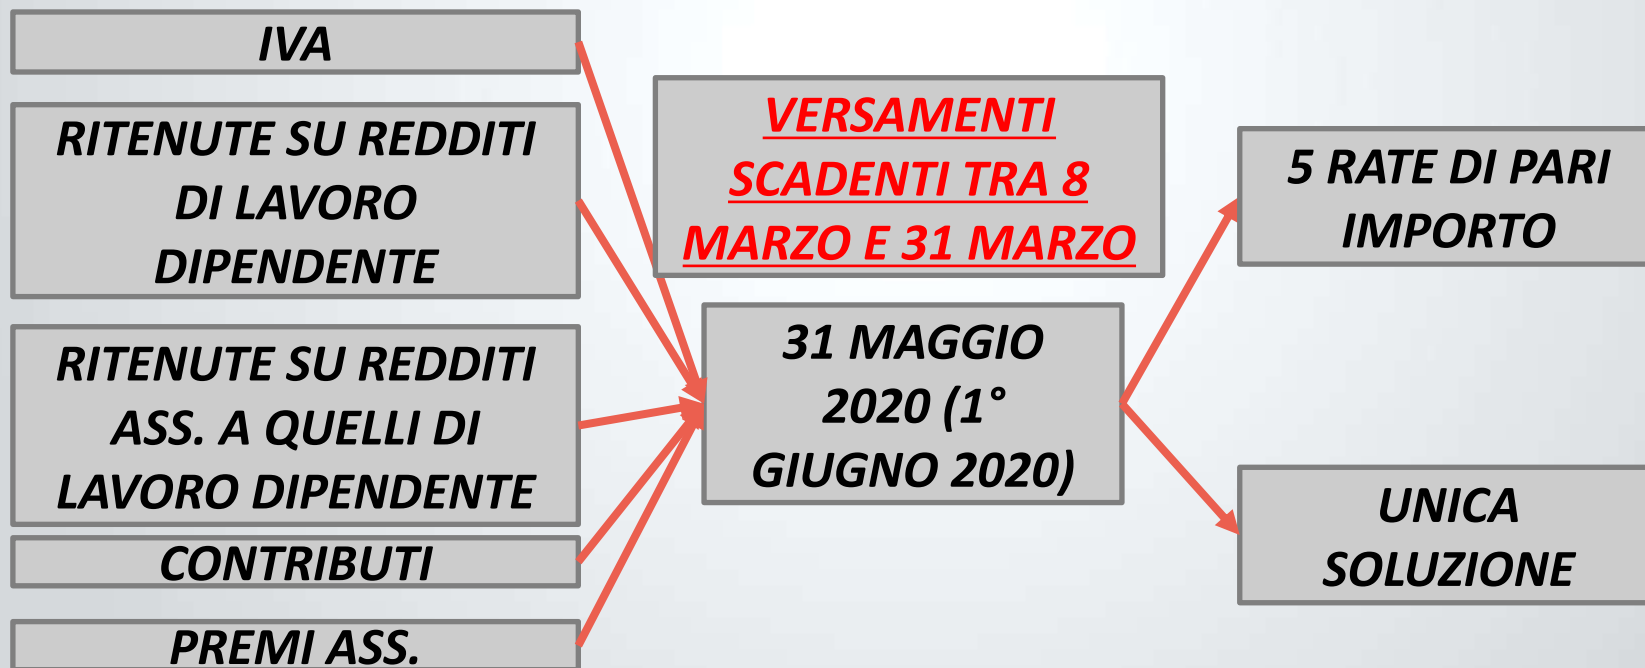 IVA
RITENUTE SU REDDITI
DI LAVORO
DIPENDENTE
RITENUTE SU REDDITI
ASS. A QUELLI DI
LAVORO DIPENDENTE
CONTRIBUTI
PREMI ASS.
VERSAMENTI
SCADENTI TRA 8
MARZO E 31 MARZO
31 MAGGIO
2020 (1°
GIUGNO 2020)
5 RATE DI PARI
IMPORTO
UNICA
SOLUZIONE